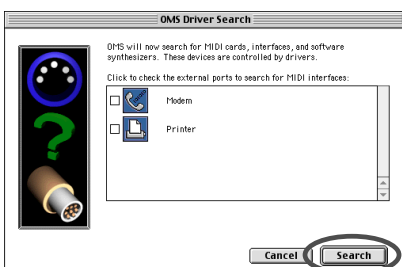 OMS Driver Search
OMS will now search for MIDI cards, interfaces, and software
synthesizers. These devices are controlled by drivers.
Click to check the external ports to search for MIDI interfaces:
Modem
Printer
Cancel
Search